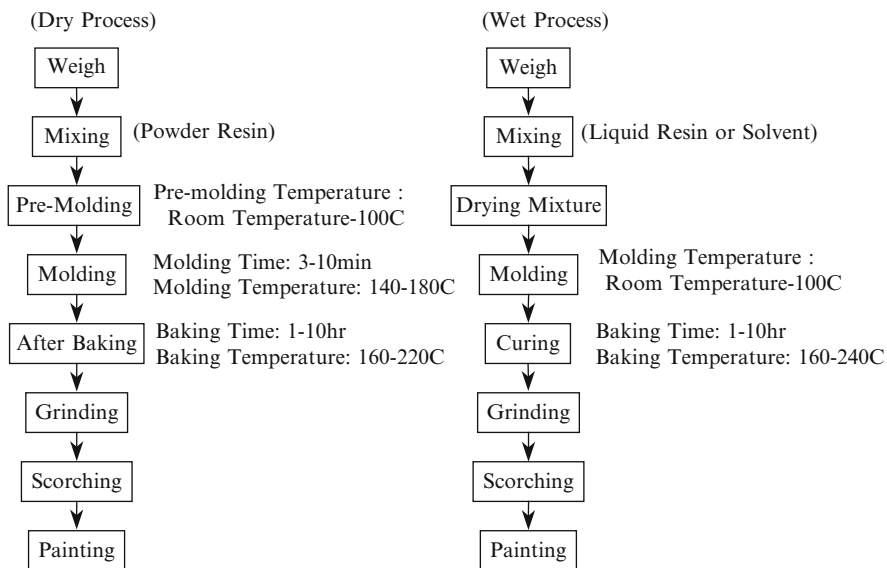 (Dry Process)
Weigh
Mixing
(Powder Resin)
Pre-Molding
Pre-molding Temperature :
Room Temperature-100C
Molding
Molding Time: 3-10min
Molding Temperature: 140-180C
After Baking
Baking Time: 1-10hr
Baking Temperature: 160-220C
Grinding
Scorching
Painting
(Wet Process)
Weigh
Mixing
(Liquid Resin or Solvent)
Drying Mixture
Molding
Molding Temperature :
Room Temperature-100C
Curing
Baking Time: 1-10hr
Baking Temperature: 160-240C
Grinding
Scorching
Painting